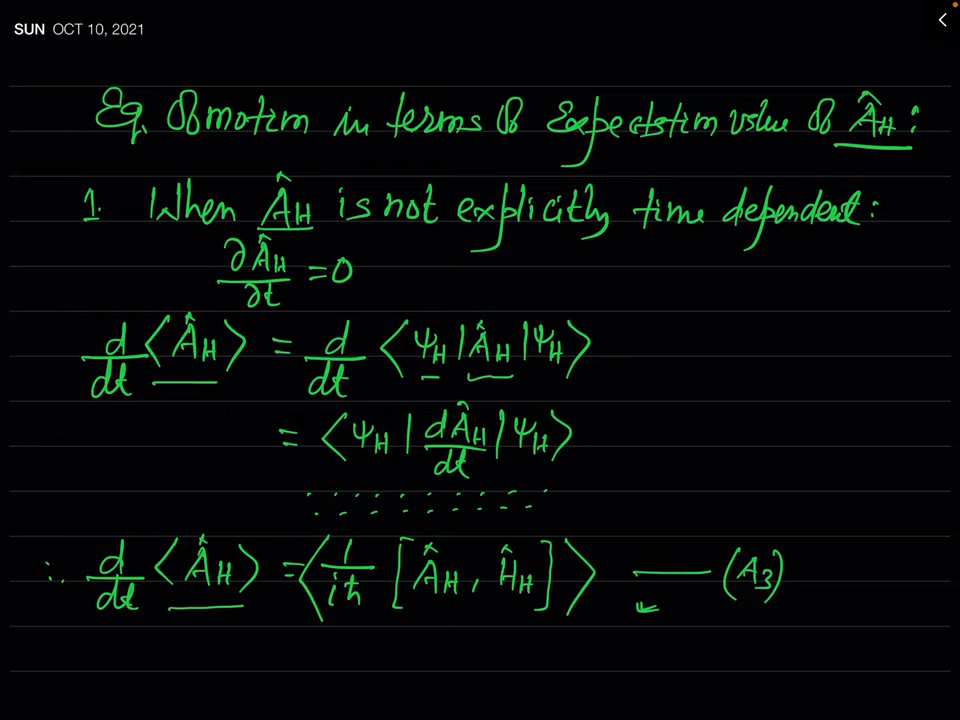 SUN OCT 10, 2021
Eq. Of motion in terms of Expectation value of Â_H :
1. When Â_H is not explicitly time dependent :
∂Â_H/∂t = 0
d/dt ⟨Â_H⟩ = d/dt ⟨Ψ_H|Â_H|Ψ_H⟩
= ⟨Ψ_H| dÂ_H/dt |Ψ_H⟩
∴ d/dt ⟨Â_H⟩ = ⟨1/iħ [Â_H, Ĥ_H]⟩ —— (A₃)